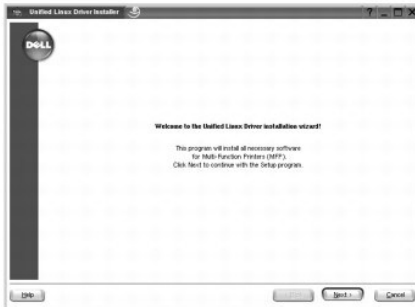 Unified Linux Driver Installer
DELL
Welcome to the Unified Linux Driver installation wizard!
This program will install all necessary software
for Multi-Function Printers (MFP).
Click Next to continue with the Setup program.
Help
Next >
Cancel